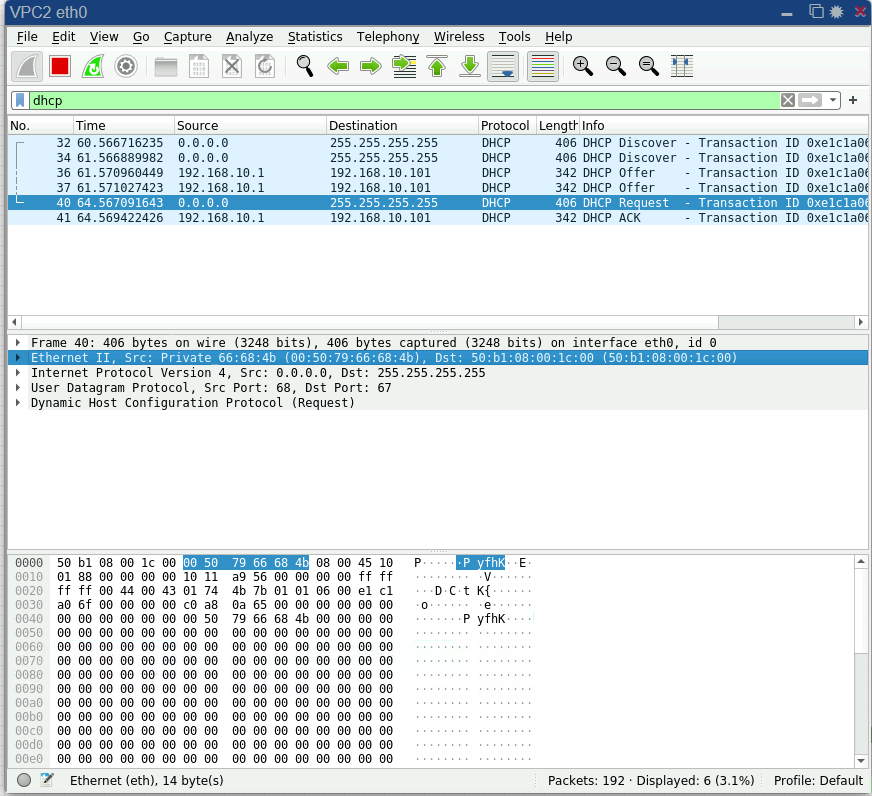 VPC2 eth0
File Edit View Go Capture Analyze Statistics Telephony Wireless Tools Help
dhcp
No. Time Source Destination Protocol Length Info
32 60.566716235 0.0.0.0 255.255.255.255 DHCP 406 DHCP Discover - Transaction ID 0xe1c1a06
34 61.566889982 0.0.0.0 255.255.255.255 DHCP 406 DHCP Discover - Transaction ID 0xe1c1a06
36 61.570960449 192.168.10.1 192.168.10.101 DHCP 342 DHCP Offer - Transaction ID 0xe1c1a06
37 61.571027423 192.168.10.1 192.168.10.101 DHCP 342 DHCP Offer - Transaction ID 0xe1c1a06
40 64.567091643 0.0.0.0 255.255.255.255 DHCP 406 DHCP Request - Transaction ID 0xe1c1a06
41 64.569422426 192.168.10.1 192.168.10.101 DHCP 342 DHCP ACK - Transaction ID 0xe1c1a06
Frame 40: 406 bytes on wire (3248 bits), 406 bytes captured (3248 bits) on interface eth0, id 0
Ethernet II, Src: Private 66:68:4b (00:50:79:66:68:4b), Dst: 50:b1:08:00:1c:00 (50:b1:08:00:1c:00)
Internet Protocol Version 4, Src: 0.0.0.0, Dst: 255.255.255.255
User Datagram Protocol, Src Port: 68, Dst Port: 67
Dynamic Host Configuration Protocol (Request)
0000 50 b1 08 00 1c 00 00 50 79 66 68 4b 08 00 45 10 P·····P yfhK··E·
0010 01 88 00 00 00 00 10 11 a9 56 00 00 00 00 ff ff ········ ·V······
0020 ff ff 00 44 00 43 01 74 4b 7b 01 01 06 00 e1 c1 ···D·C·t K{······
0030 a0 6f 00 00 00 00 c0 a8 0a 65 00 00 00 00 00 00 ·o······ ·e······
0040 00 00 00 00 00 00 00 50 79 66 68 4b 00 00 00 00 ·······P yfhK····
0050 00 00 00 00 00 00 00 00 00 00 00 00 00 00 00 00 ········ ········
0060 00 00 00 00 00 00 00 00 00 00 00 00 00 00 00 00 ········ ········
0070 00 00 00 00 00 00 00 00 00 00 00 00 00 00 00 00 ········ ········
0080 00 00 00 00 00 00 00 00 00 00 00 00 00 00 00 00 ········ ········
0090 00 00 00 00 00 00 00 00 00 00 00 00 00 00 00 00 ········ ········
00a0 00 00 00 00 00 00 00 00 00 00 00 00 00 00 00 00 ········ ········
00b0 00 00 00 00 00 00 00 00 00 00 00 00 00 00 00 00 ········ ········
00c0 00 00 00 00 00 00 00 00 00 00 00 00 00 00 00 00 ········ ········
00d0 00 00 00 00 00 00 00 00 00 00 00 00 00 00 00 00 ········ ········
00e0 00 00 00 00 00 00 00 00 00 00 00 00 00 00 00 00 ········ ········
Ethernet (eth), 14 byte(s) Packets: 192 · Displayed: 6 (3.1%) Profile: Default